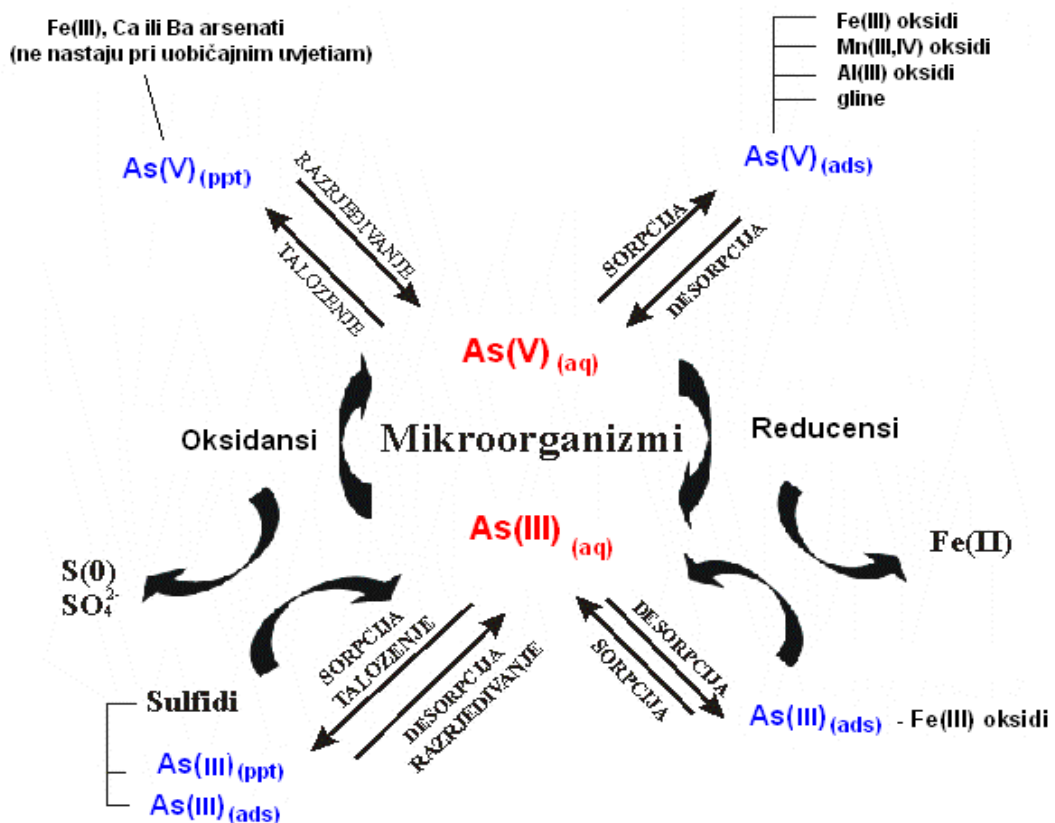 Fe(III), Ca ili Ba arsenati
(ne nastaju pri uobičajnim uvjetiam)
As(V)(ppt)
Fe(III) oksidi
Mn(III,IV) oksidi
Al(III) oksidi
gline
As(V)(ads)
RAZRJEĐIVANJE
TALOZENJE
SORPCIJA
DESORPCIJA
As(V) (aq)
Oksidansi
Mikroorganizmi
Reducensi
As(III) (aq)
S(0)
SO₄²⁻
Fe(II)
SORPCIJA
TALOZENJE
DESORPCIJA
RAZRJEDIVANJE
DESORPCIJA
SORPCIJA
Sulfidi
As(III)(ppt)
As(III)(ads)
As(III)(ads) - Fe(III) oksidi